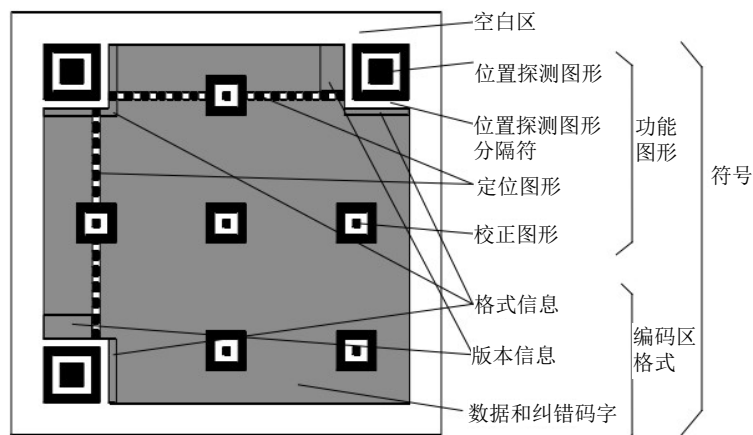 空白区
位置探测图形
位置探测图形
分隔符
定位图形
校正图形
功能
图形
符号
格式信息
版本信息
数据和纠错码字
编码区
格式